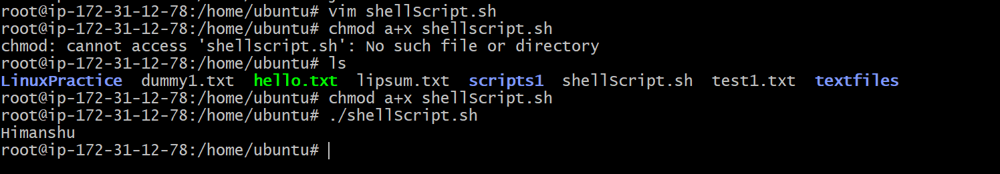 root@ip-172-31-12-78:/home/ubuntu# vim shellScript.sh
root@ip-172-31-12-78:/home/ubuntu# chmod a+x shellscript.sh
chmod: cannot access 'shellscript.sh': No such file or directory
root@ip-172-31-12-78:/home/ubuntu# ls
LinuxPractice  dummy1.txt  hello.txt  lipsum.txt  scripts1  shellScript.sh  test1.txt  textfiles
root@ip-172-31-12-78:/home/ubuntu# chmod a+x shellScript.sh
root@ip-172-31-12-78:/home/ubuntu# ./shellScript.sh
Himanshu
root@ip-172-31-12-78:/home/ubuntu#